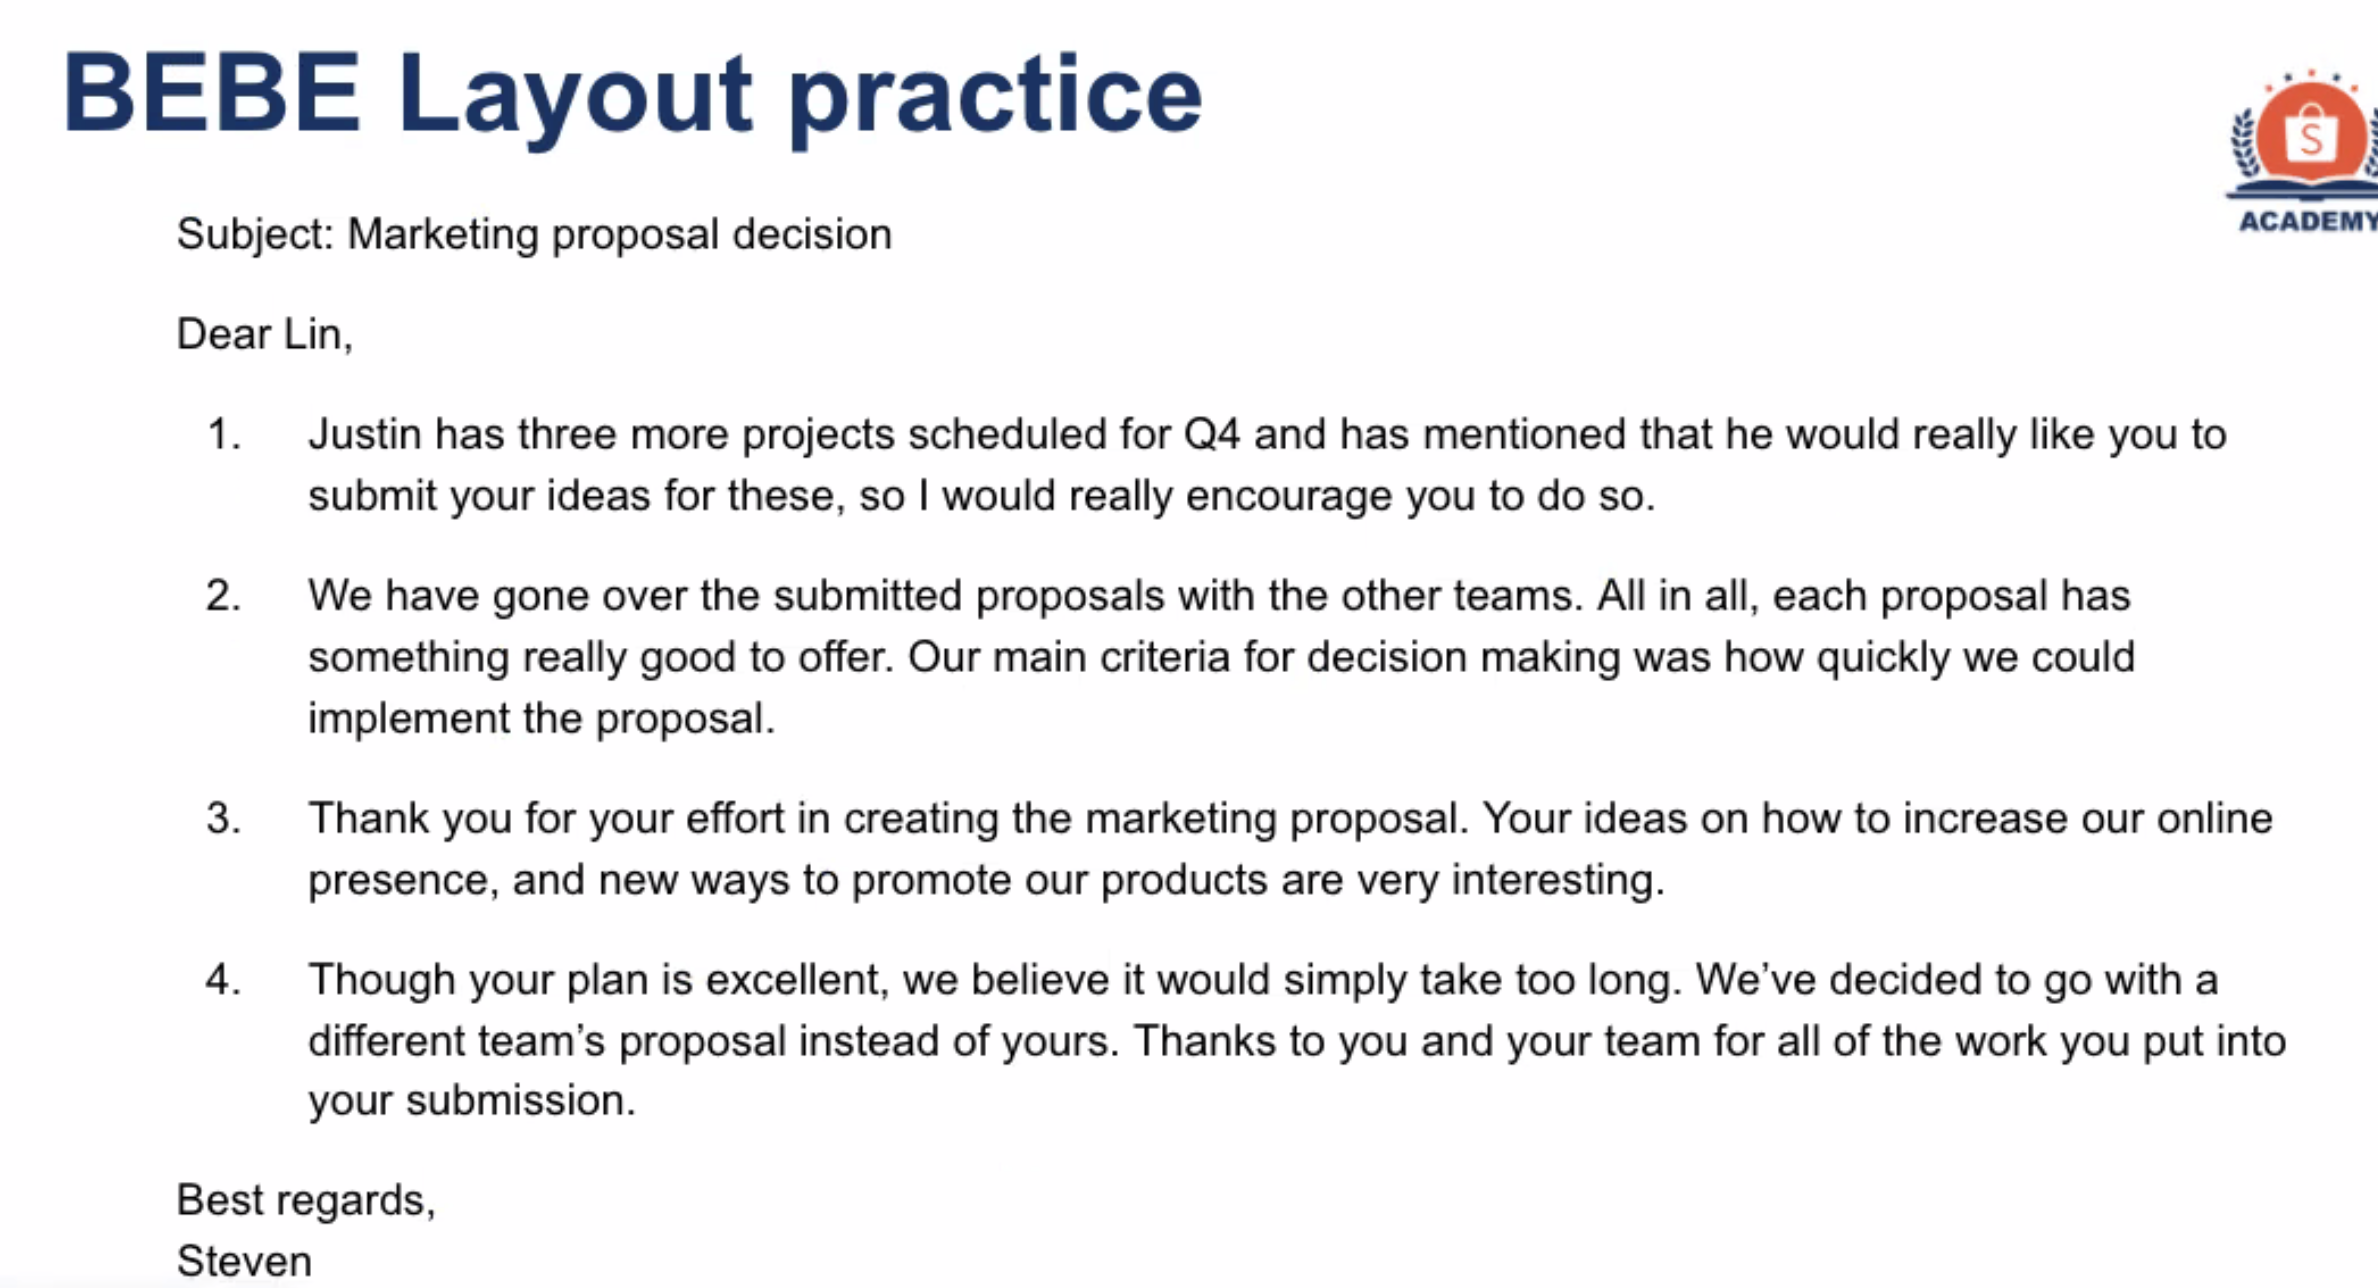 BEBE Layout practice
S
ACADEMY
Subject: Marketing proposal decision
Dear Lin,
1. Justin has three more projects scheduled for Q4 and has mentioned that he would really like you to
submit your ideas for these, so I would really encourage you to do so.
2. We have gone over the submitted proposals with the other teams. All in all, each proposal has
something really good to offer. Our main criteria for decision making was how quickly we could
implement the proposal.
3. Thank you for your effort in creating the marketing proposal. Your ideas on how to increase our online
presence, and new ways to promote our products are very interesting.
4. Though your plan is excellent, we believe it would simply take too long. We’ve decided to go with a
different team’s proposal instead of yours. Thanks to you and your team for all of the work you put into
your submission.
Best regards,
Steven